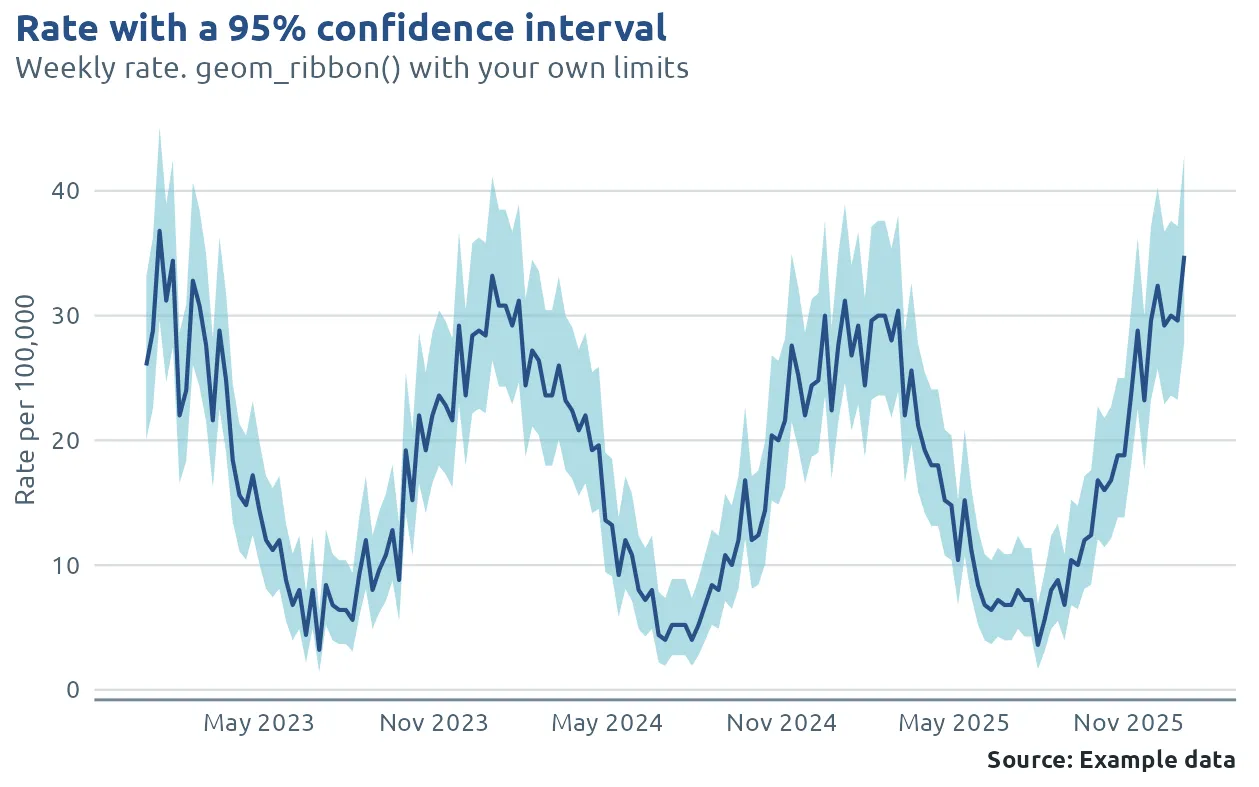 Rate with a 95% confidence interval
Weekly rate. geom_ribbon() with your own limits
Rate per 100,000
40
30
20
10
0
May 2023 Nov 2023 May 2024 Nov 2024 May 2025 Nov 2025
Source: Example data